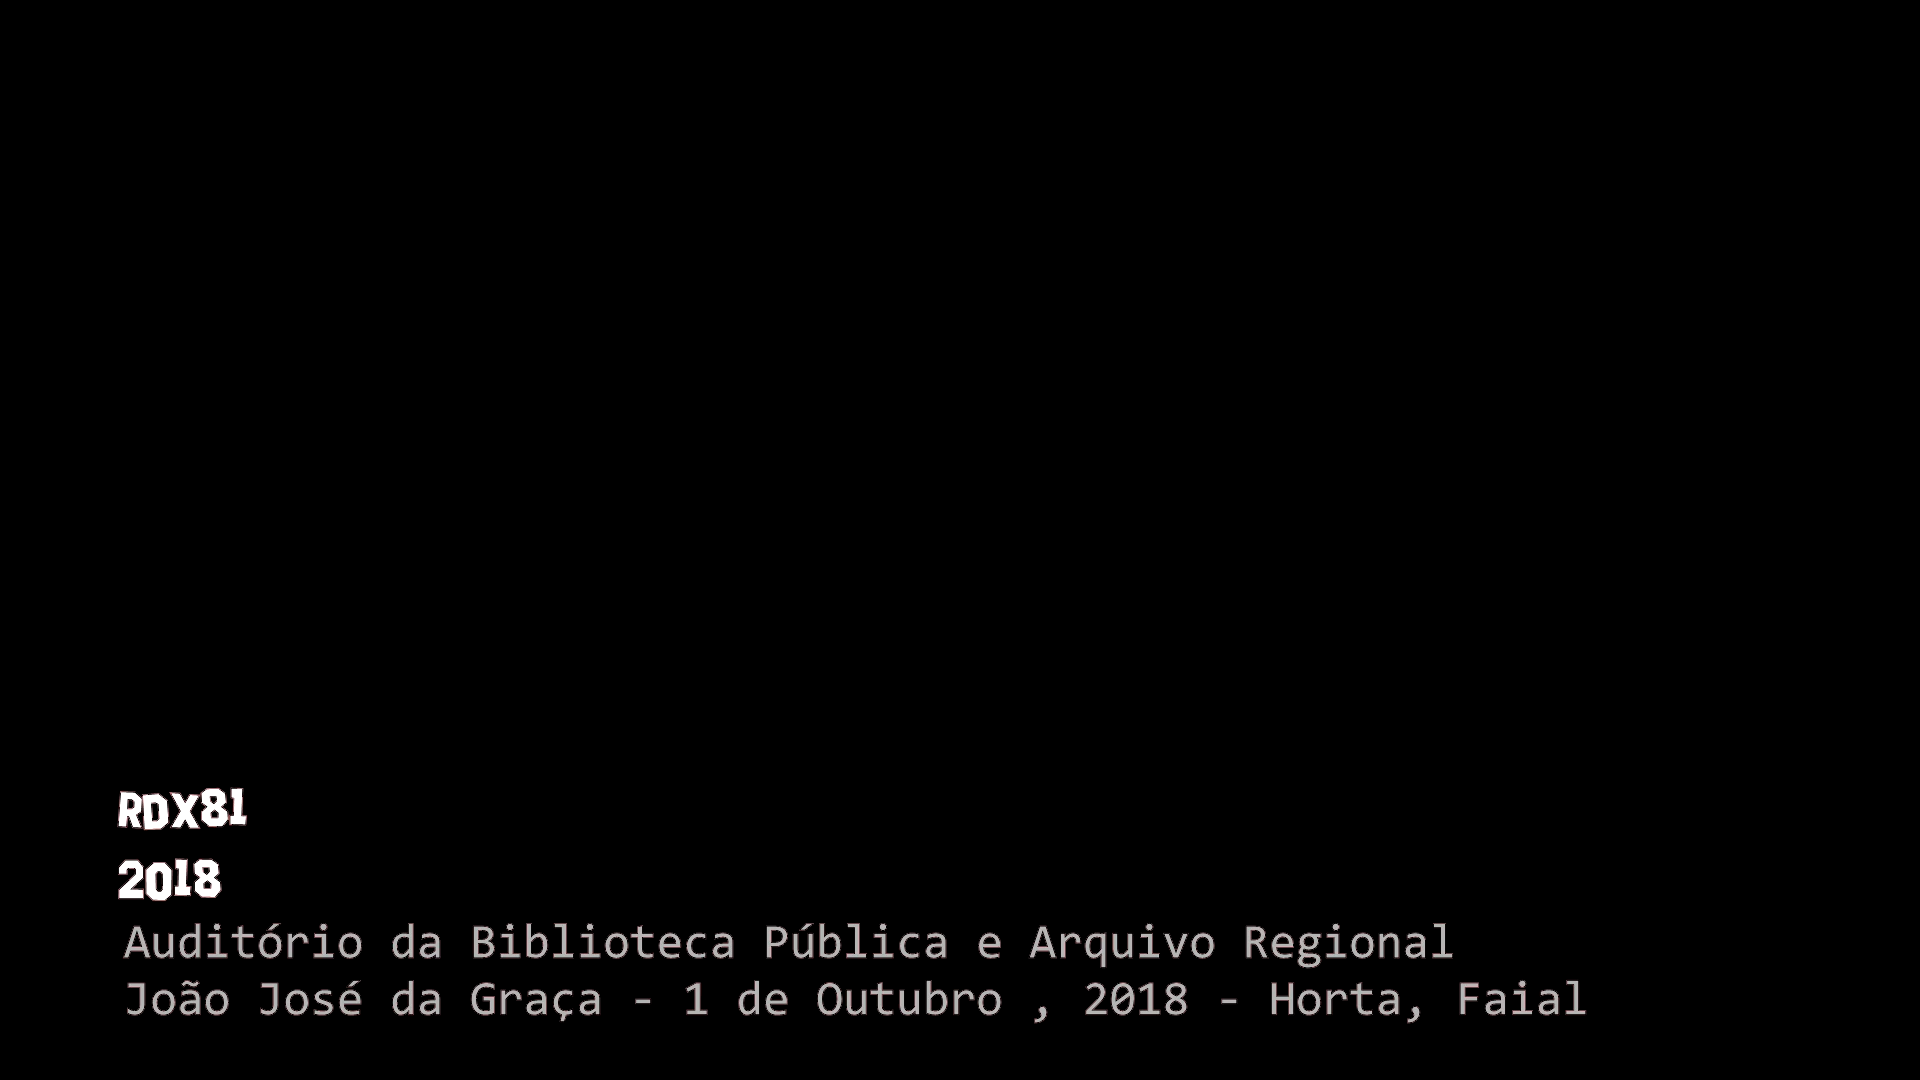 RDX81
2018
Auditório da Biblioteca Pública e Arquivo Regional
João José da Graça - 1 de Outubro , 2018 - Horta, Faial